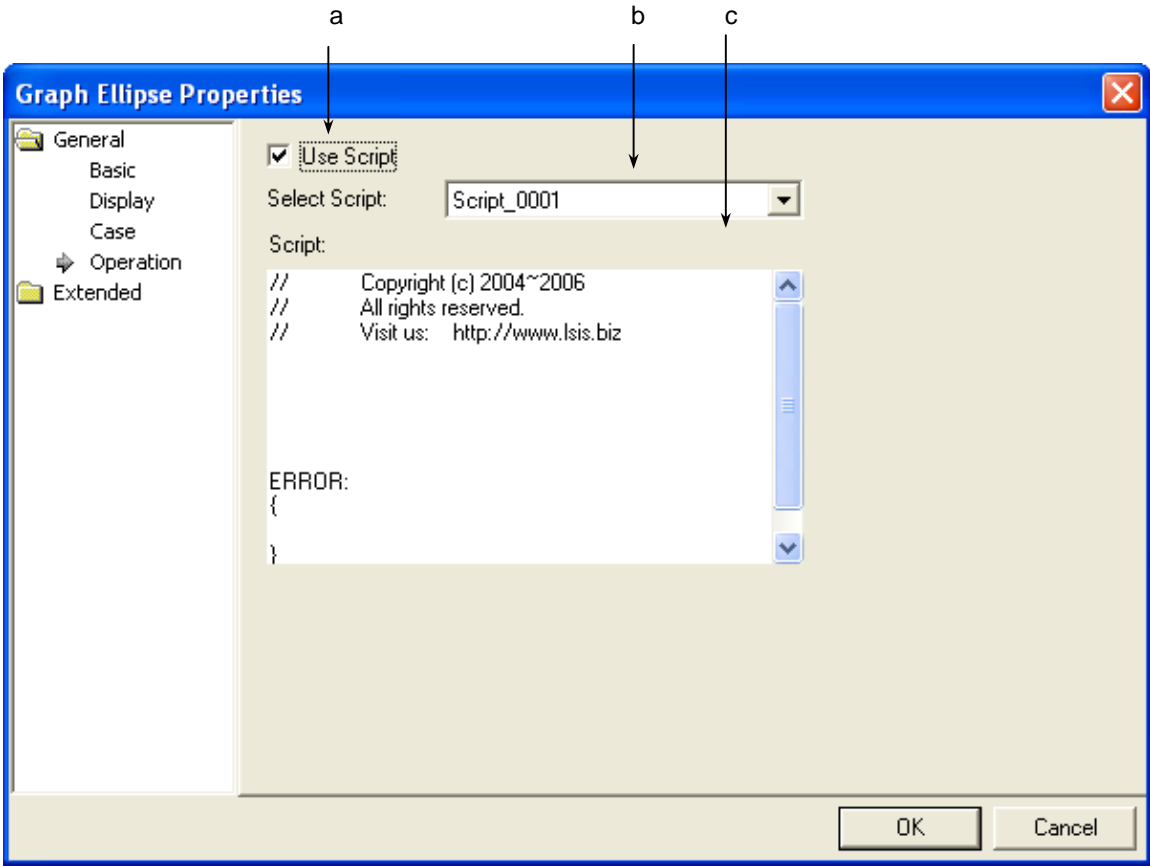 a b c
Graph Ellipse Properties
General
Basic
Display
Case
Operation
Extended
Use Script
Select Script: Script_0001
Script:
// Copyright (c) 2004~2006
// All rights reserved.
// Visit us: http://www.lsis.biz
ERROR:
{
}
OK Cancel